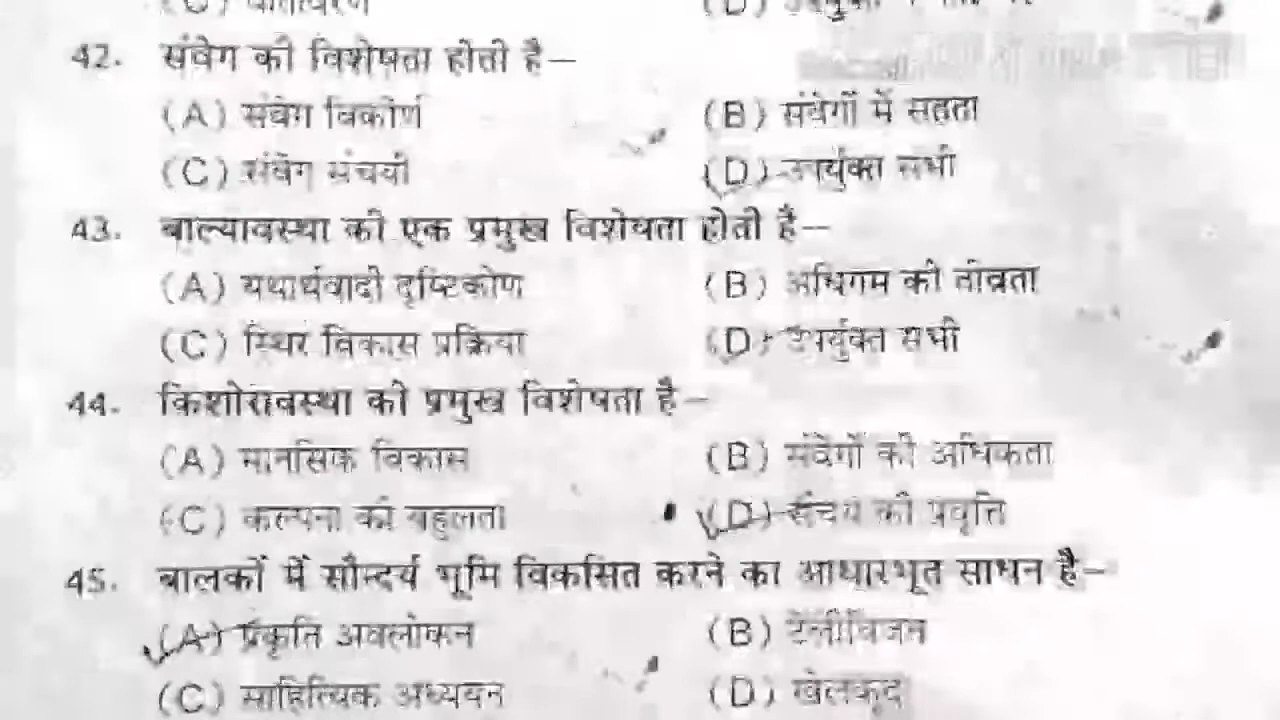 (C) वातावरण (D) उपर्युक्त
42. संवेग की विशेषता होती है—
(A) संवेग विकीर्ण (B) संवेगों में सहता
(C) संवेग संचयी (D) उपर्युक्त सभी
43. बाल्यावस्था की एक प्रमुख विशेषता होती है—
(A) यथार्थवादी दृष्टिकोण (B) अधिगम की तीव्रता
(C) स्थिर विकास प्रक्रिया (D) उपर्युक्त सभी
44. किशोरावस्था की प्रमुख विशेषता है—
(A) मानसिक विकास (B) संवेगों की अधिकता
(C) कल्पना की बहुलता (D) संचय की प्रवृत्ति
45. बालकों में सौन्दर्य भूमि विकसित करने का आधारभूत साधन है—
(A) प्रकृति अवलोकन (B) टेलीविजन
(C) साहित्यिक अध्ययन (D) खेलकूद